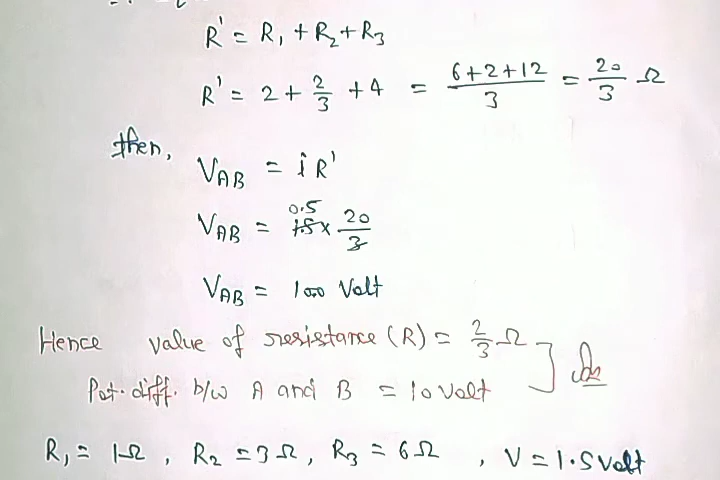 R' = R₁ + R₂ + R₃
R' = 2 + 2/3 + 4 = (6+2+12)/3 = 20/3 Ω
then,
V_AB = i R'
V_AB = 0.5 1.5 × 20/3
V_AB = 10.0 Volt
Hence value of resistance (R) = 2/3 Ω
Pot. diff. b/w A and B = 10 volt
R₁ = 1Ω , R₂ = 3Ω , R₃ = 6Ω , V = 1.5 Volt